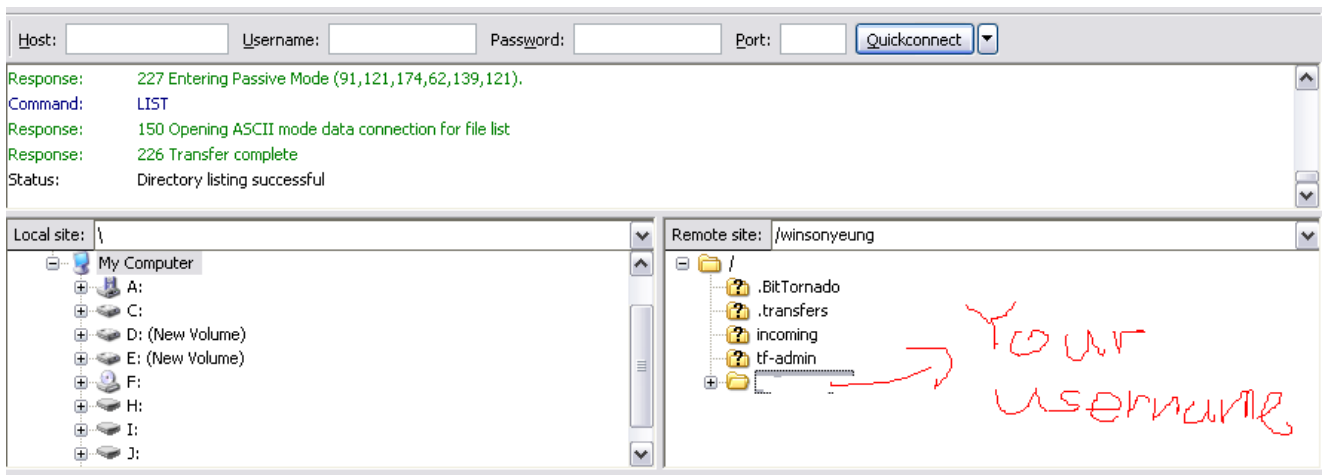 Host: Username: Password: Port: Quickconnect
Response: 227 Entering Passive Mode (91,121,174,62,139,121).
Command: LIST
Response: 150 Opening ASCII mode data connection for file list
Response: 226 Transfer complete
Status: Directory listing successful
Local site: \
My Computer
A:
C:
D: (New Volume)
E: (New Volume)
F:
H:
I:
J:
Remote site: /winsonyeung
/
.BitTornado
.transfers
incoming
tf-admin
Your
username